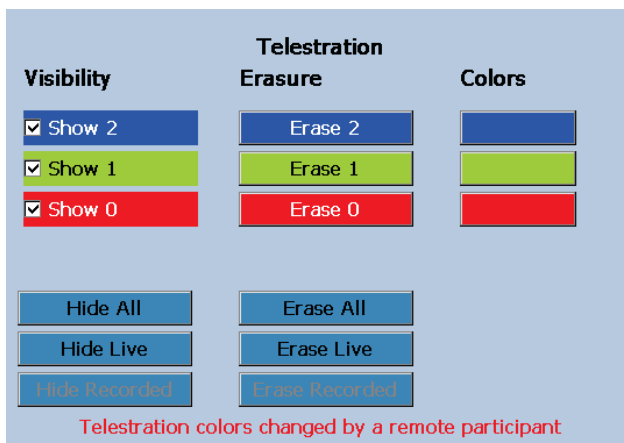 Telestration
Visibility Erasure Colors
Show 2 Erase 2
Show 1 Erase 1
Show 0 Erase 0
Hide All Erase All
Hide Live Erase Live
Hide Recorded Erase Recorded
Telestration colors changed by a remote participant